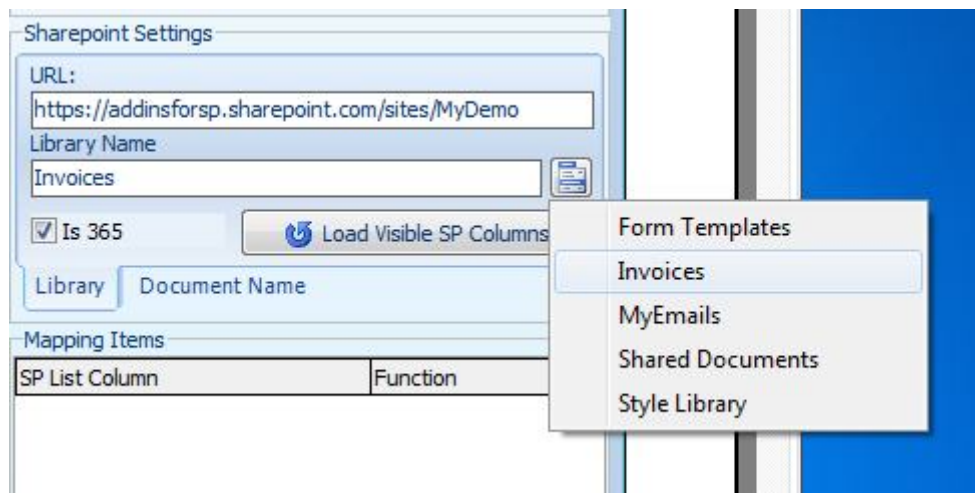 Sharepoint Settings
URL:
https://addinsforsp.sharepoint.com/sites/MyDemo
Library Name
Invoices
Is 365
Load Visible SP Columns
Library
Document Name
Mapping Items
SP List Column
Function
Form Templates
Invoices
MyEmails
Shared Documents
Style Library